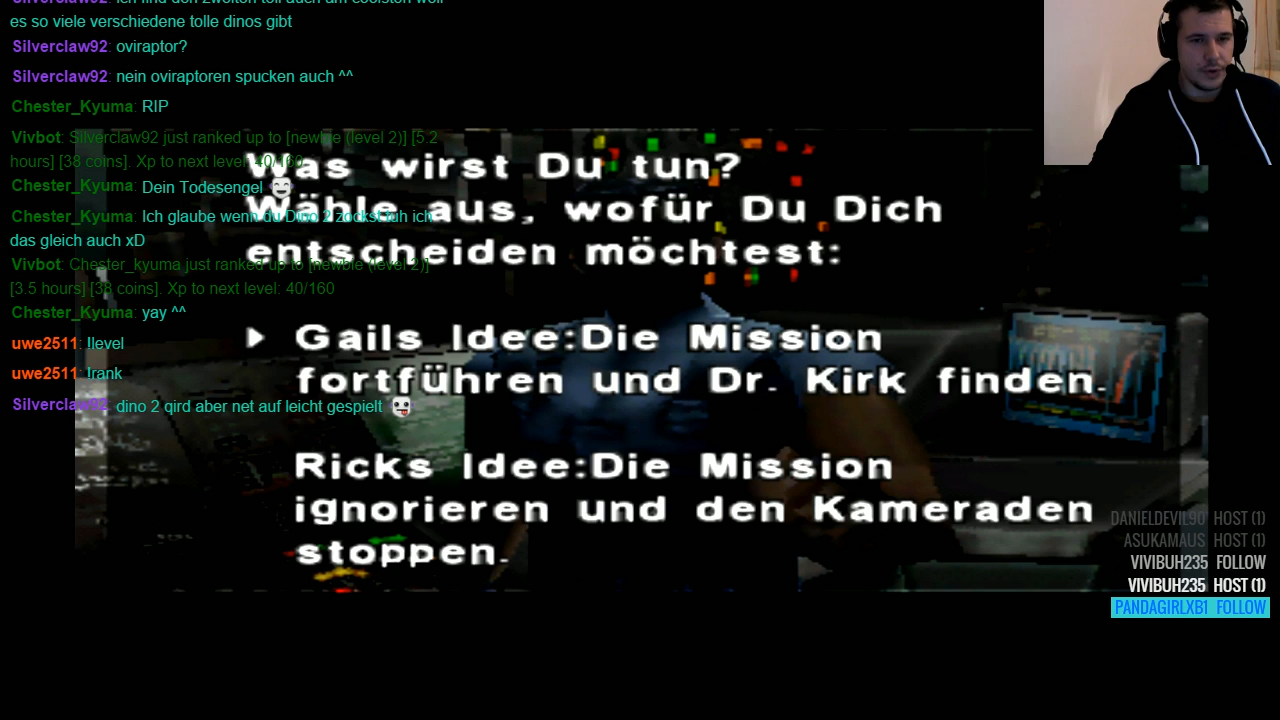 es so viele verschiedene tolle dinos gibt
Silverclaw92: oviraptor?
Silverclaw92: nein oviraptoren spucken auch ^^
Chester_Kyuma: RIP
Vivbot: Silverclaw92 just ranked up to [newbie (level 2)] [5.2
hours] [38 coins]. Xp to next level: 40/160
Chester_Kyuma: Dein Todesengel
Chester_Kyuma: Ich glaube wenn du Dino 2 zockst tuh ich
das gleich auch xD
Vivbot: Chester_kyuma just ranked up to [newbie (level 2)]
[3.5 hours] [38 coins]. Xp to next level: 40/160
Chester_Kyuma: yay ^^
uwe2511: !level
uwe2511: !rank
Silverclaw92: dino 2 qird aber net auf leicht gespielt
Was wirst Du tun?
Wähle aus, wofür Du Dich
entscheiden möchtest:
Gails Idee:Die Mission
fortführen und Dr. Kirk finden.
Ricks Idee:Die Mission
ignorieren und den Kameraden
stoppen.
DANIELDEVIL90 HOST (1)
ASUKAMAUS HOST (1)
VIVIBUH235 FOLLOW
VIVIBUH235 HOST (1)
PANDAGIRLXB1 FOLLOW